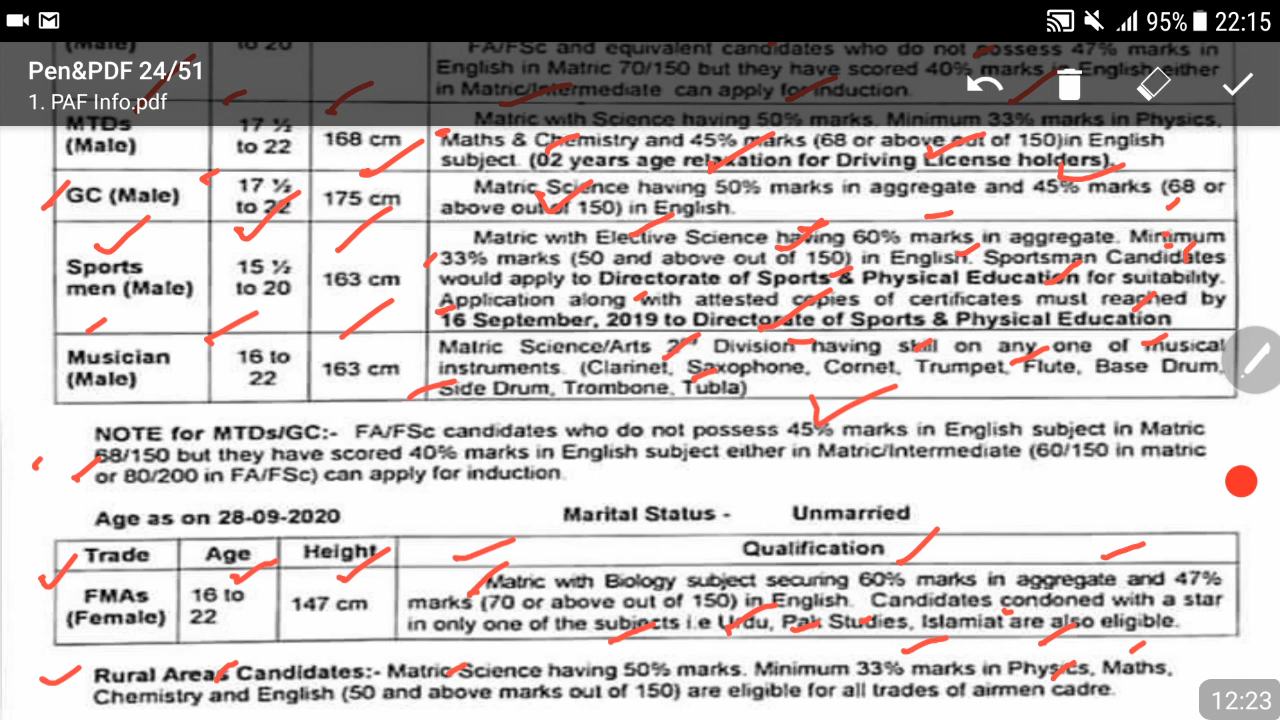 95% 22:15
Pen&PDF 24/51
1. PAF Info.pdf
(Male)
to 20
FA/FSc and equivalent candidates who do not possess 47% marks in
English in Matric 70/150 but they have scored 40% marks in English either
in Matric/Intermediate can apply for induction.
MTDs
(Male)
17 ½
to 22
168 cm
Matric with Science having 50% marks. Minimum 33% marks in Physics,
Maths & Chemistry and 45% marks (68 or above out of 150)in English
subject. (02 years age relaxation for Driving License holders).
GC (Male)
17 ½
to 22
175 cm
Matric Science having 50% marks in aggregate and 45% marks (68 or
above out of 150) in English.
Sports
men (Male)
15 ½
to 20
163 cm
Matric with Elective Science having 60% marks in aggregate. Minimum
33% marks (50 and above out of 150) in English. Sportsman Candidates
would apply to Directorate of Sports & Physical Education for suitability.
Application along with attested copies of certificates must reached by
16 September, 2019 to Directorate of Sports & Physical Education
Musician
(Male)
16 to
22
163 cm
Matric Science/Arts 2nd Division having skill on any one of musical
instruments. (Clarinet, Saxophone, Cornet, Trumpet, Flute, Base Drum,
Side Drum, Trombone, Tubla)
NOTE for MTDs/GC:- FA/FSc candidates who do not possess 45% marks in English subject in Matric
68/150 but they have scored 40% marks in English subject either in Matric/Intermediate (60/150 in matric
or 80/200 in FA/FSc) can apply for induction.
Age as on 28-09-2020 Marital Status - Unmarried
Trade Age Height Qualification
FMAs
(Female)
16 to
22
147 cm
Matric with Biology subject securing 60% marks in aggregate and 47%
marks (70 or above out of 150) in English. Candidates condoned with a star
in only one of the subjects i.e Urdu, Pak Studies, Islamiat are also eligible.
Rural Areas Candidates:- Matric Science having 50% marks. Minimum 33% marks in Physics, Maths,
Chemistry and English (50 and above marks out of 150) are eligible for all trades of airmen cadre.
12:23